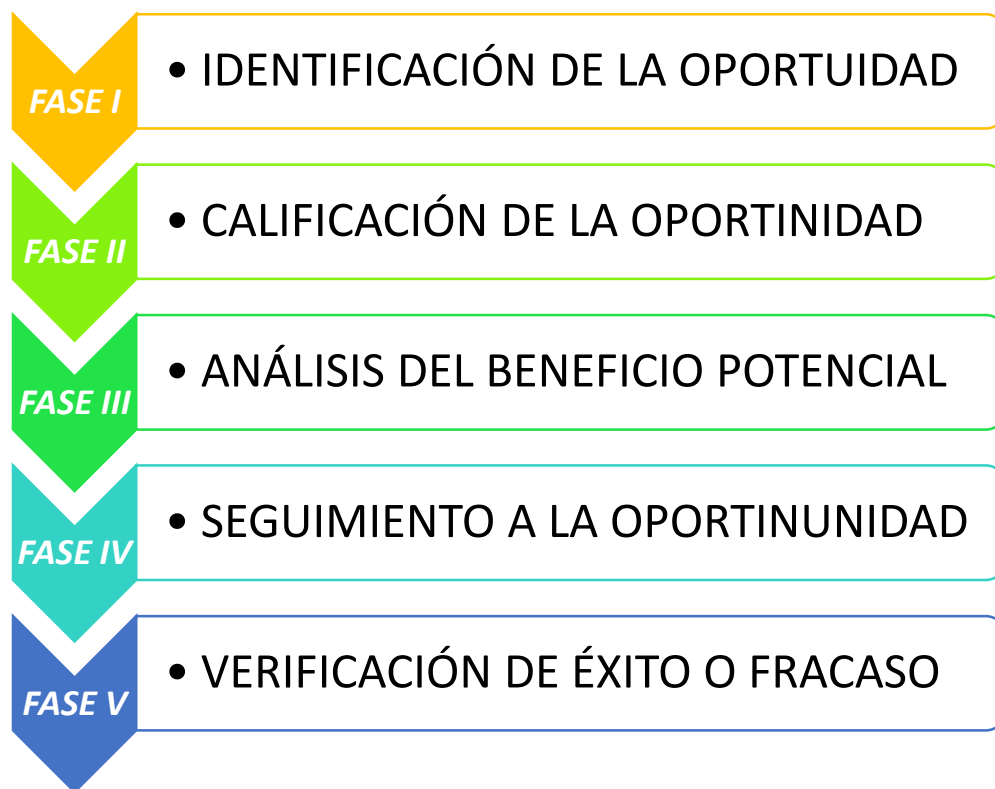 FASE I
• IDENTIFICACIÓN DE LA OPORTUIDAD
FASE II
• CALIFICACIÓN DE LA OPORTINIDAD
FASE III
• ANÁLISIS DEL BENEFICIO POTENCIAL
FASE IV
• SEGUIMIENTO A LA OPORTINUNIDAD
FASE V
• VERIFICACIÓN DE ÉXITO O FRACASO